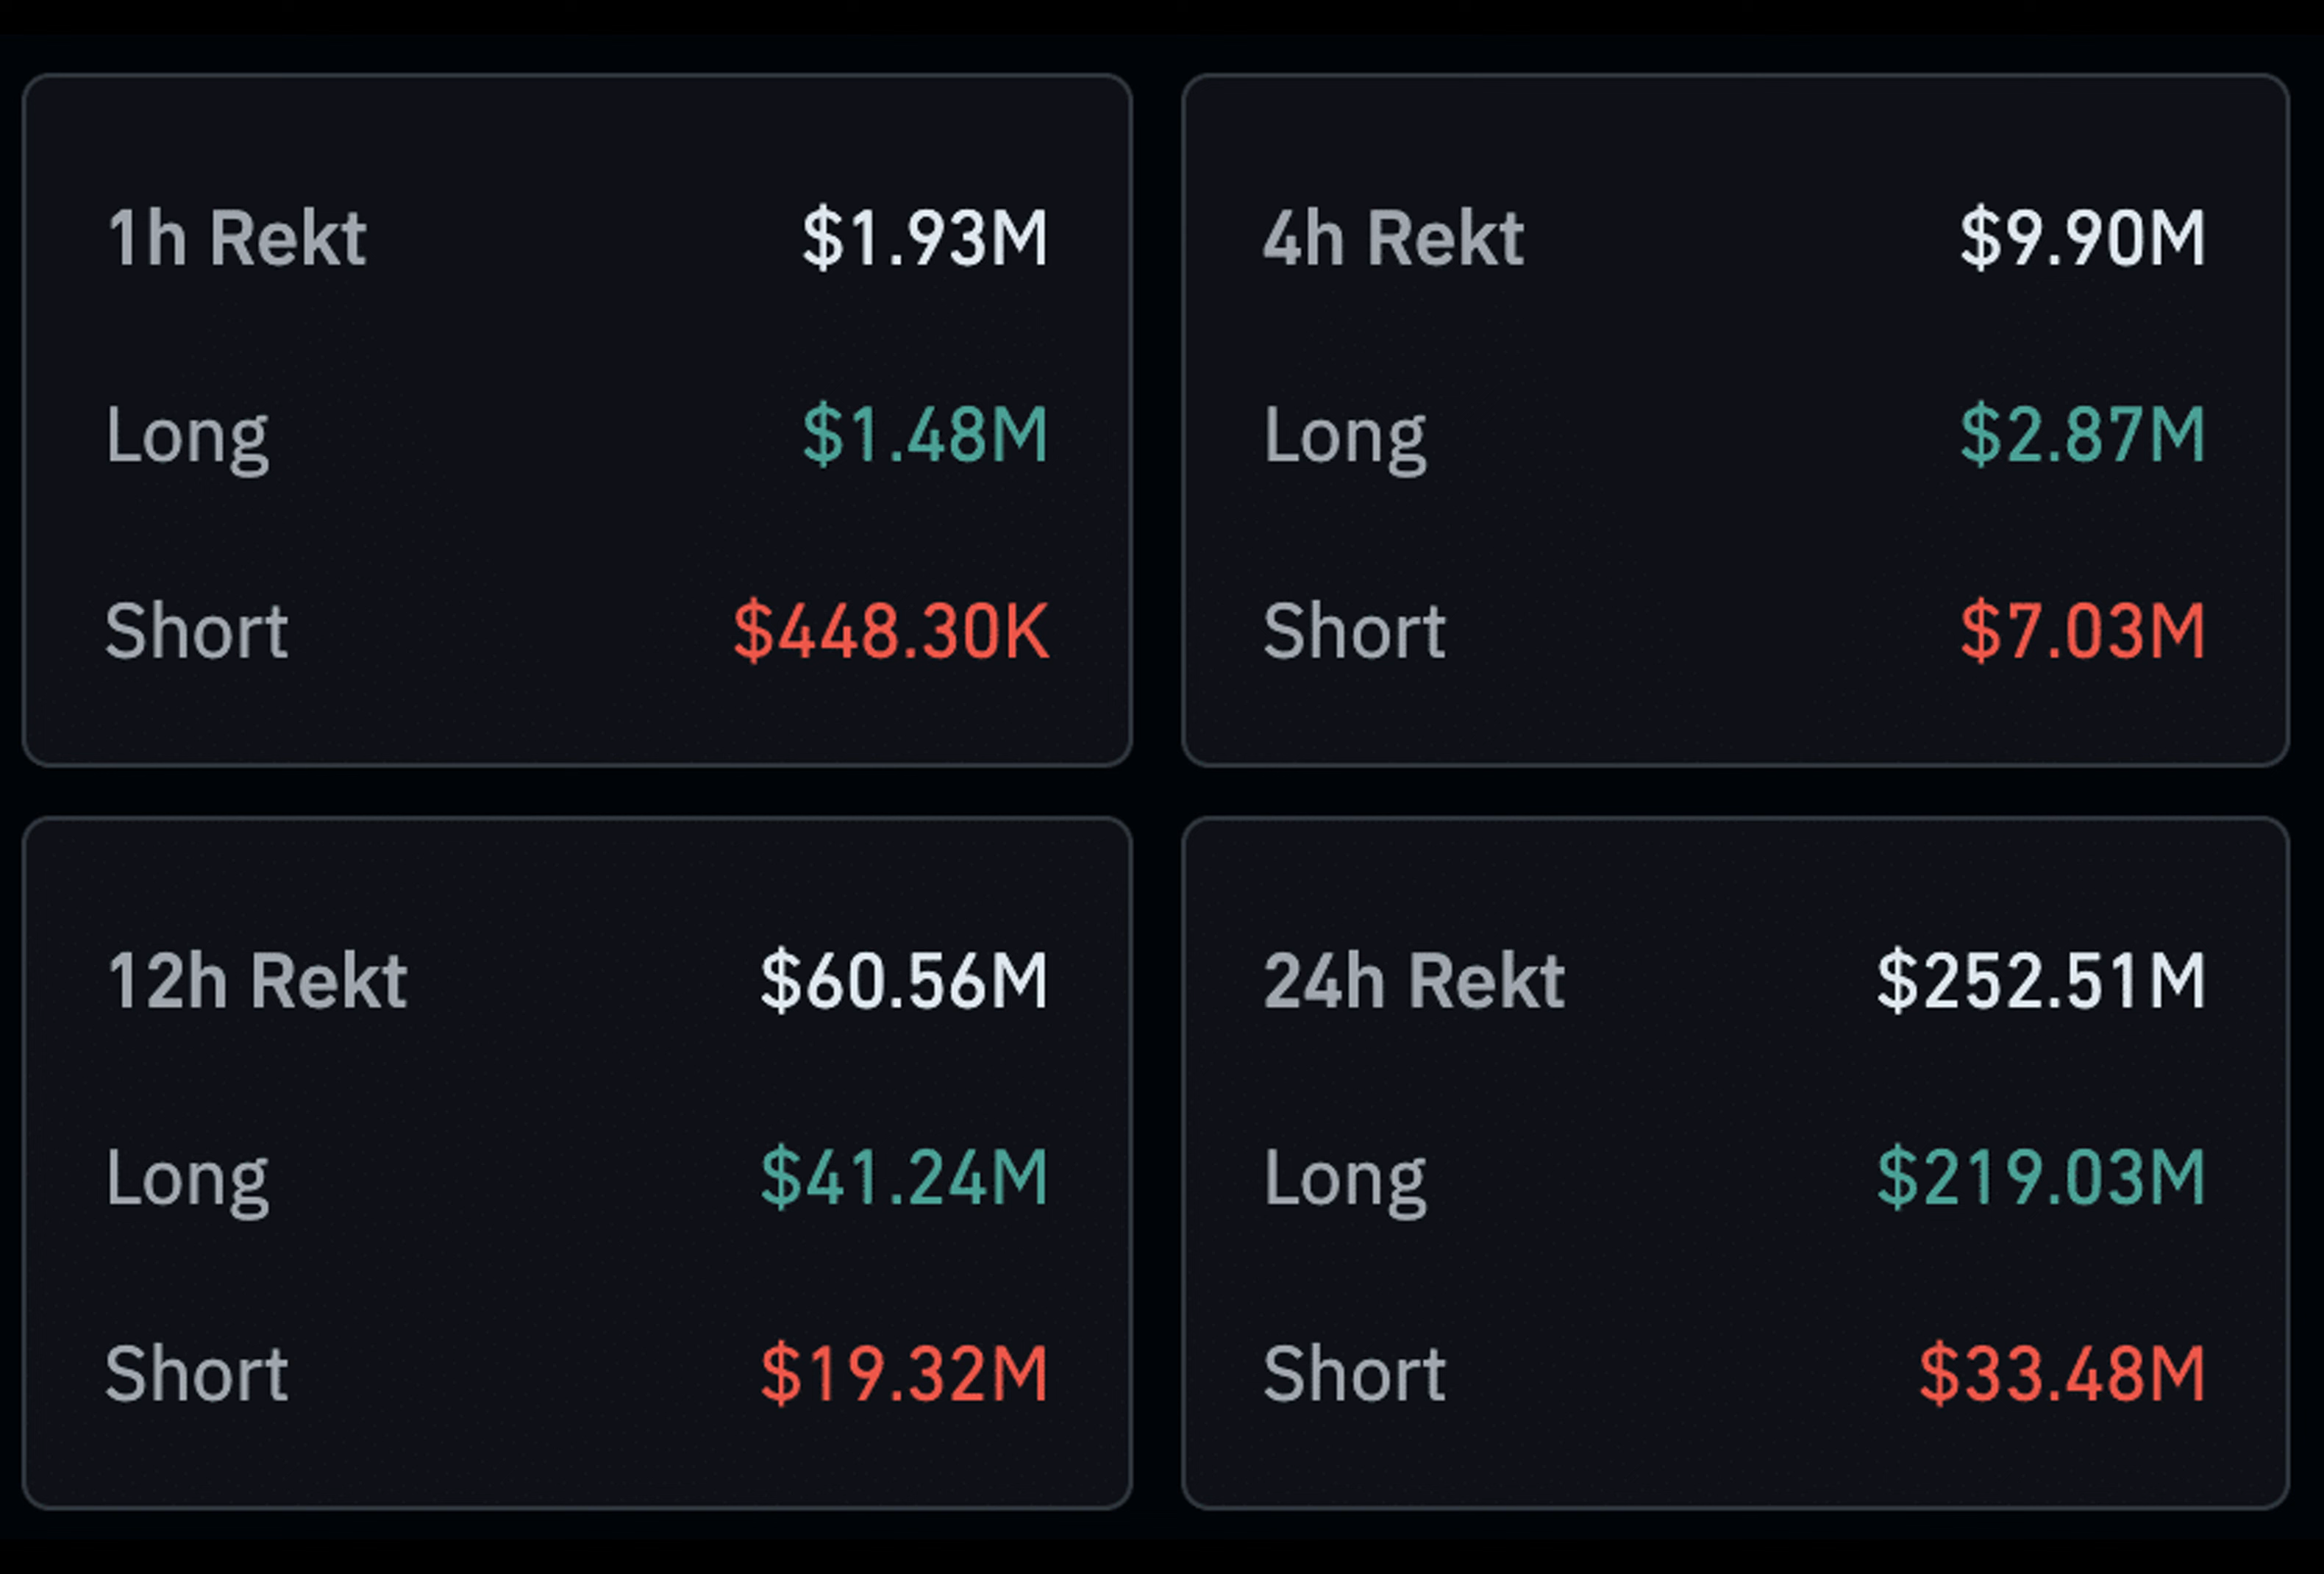 1h Rekt $1.93M
Long $1.48M
Short $448.30K
4h Rekt $9.90M
Long $2.87M
Short $7.03M
12h Rekt $60.56M
Long $41.24M
Short $19.32M
24h Rekt $252.51M
Long $219.03M
Short $33.48M